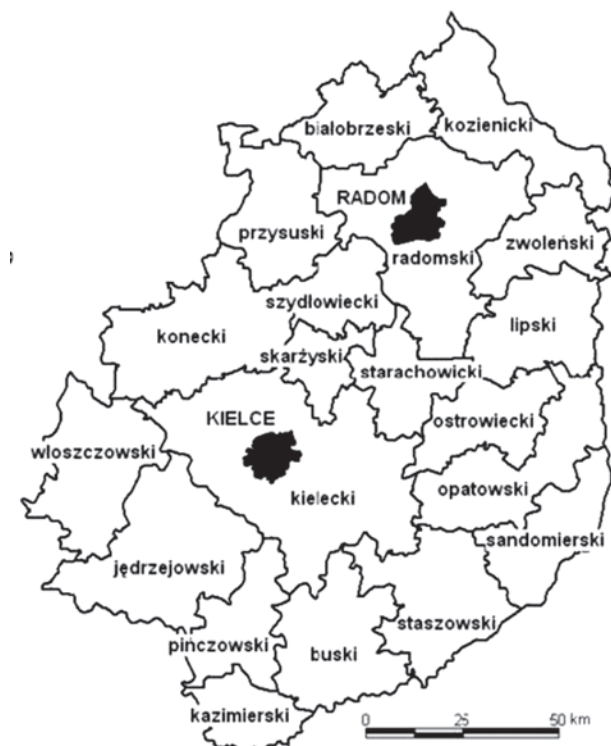 białobrzeski
kozienicki
RADOM
przysuski
radomski
zwoleński
szydłowiecki
konecki
lipski
skarżyski
starachowicki
KIELCE
ostrowiecki
włoszczowski
kielecki
opatowski
sandomierski
jędrzejowski
staszowski
pińczowski
buski
kazimierski
0 25 50 km